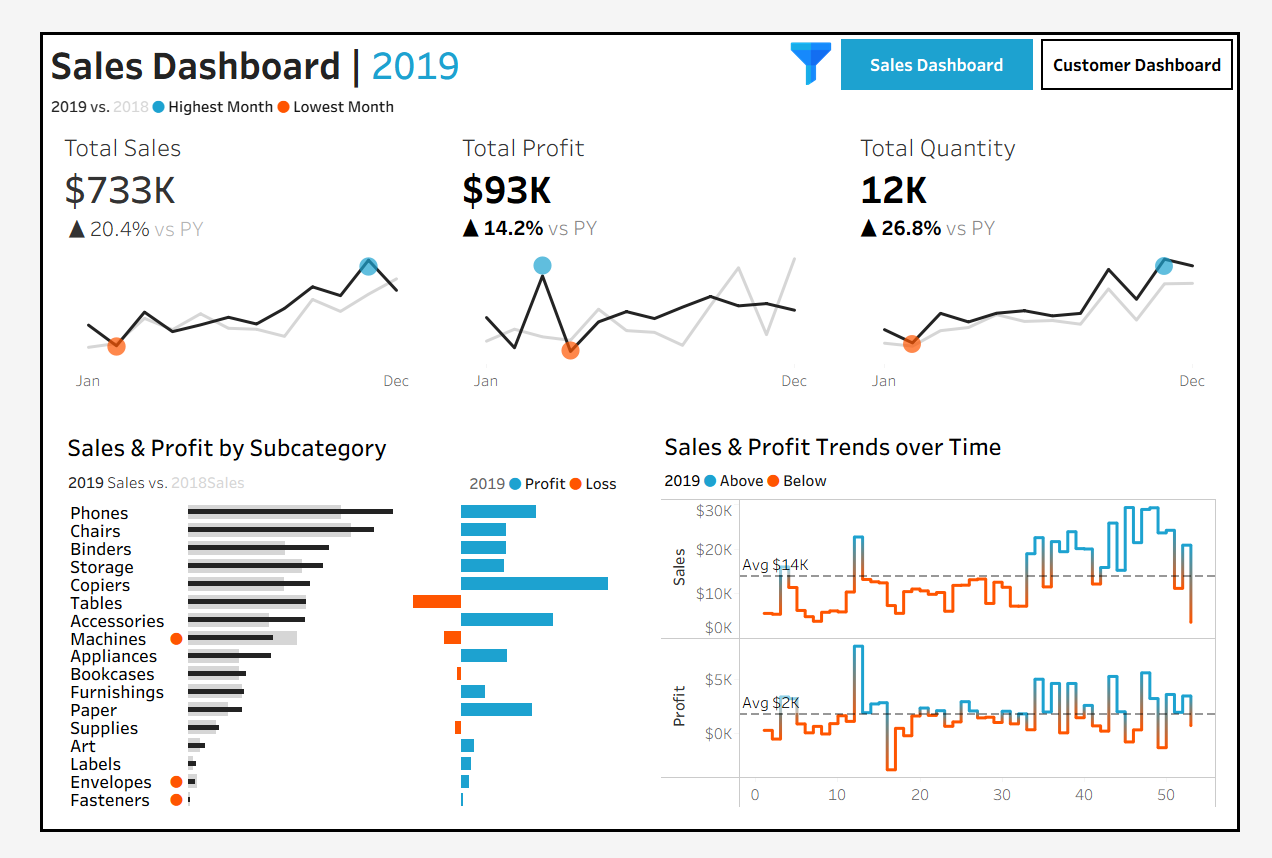 Sales Dashboard | 2019
Sales Dashboard
Customer Dashboard
2019 vs. 2018 Highest Month Lowest Month
Total Sales
$733K
▲ 20.4% vs PY
Jan
Dec
Total Profit
$93K
▲ 14.2% vs PY
Jan
Dec
Total Quantity
12K
▲ 26.8% vs PY
Jan
Dec
Sales & Profit by Subcategory
2019 Sales vs. 2018Sales
2019 Profit Loss
Phones
Chairs
Binders
Storage
Copiers
Tables
Accessories
Machines
Appliances
Bookcases
Furnishings
Paper
Supplies
Art
Labels
Envelopes
Fasteners
Sales & Profit Trends over Time
2019 Above Below
Sales
$30K
$20K
$10K
$0K
Avg $14K
Profit
$5K
$0K
Avg $2K
0 10 20 30 40 50